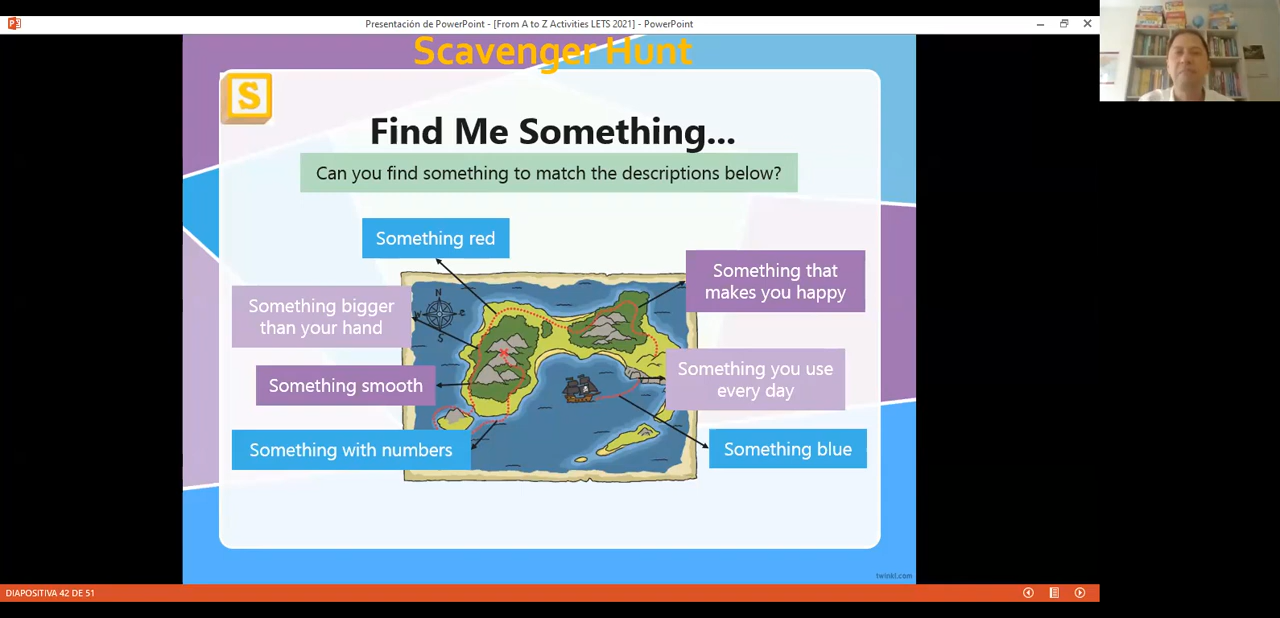 Presentación de PowerPoint - [From A to Z Activities LETS 2021] - PowerPoint
Scavenger Hunt
S
Find Me Something...
Can you find something to match the descriptions below?
Something red
Something that
makes you happy
Something bigger
than your hand
N
E
S
Something smooth
Something you use
every day
Something with numbers
Something blue
twinkl.com
DIAPOSITIVA 42 DE 51